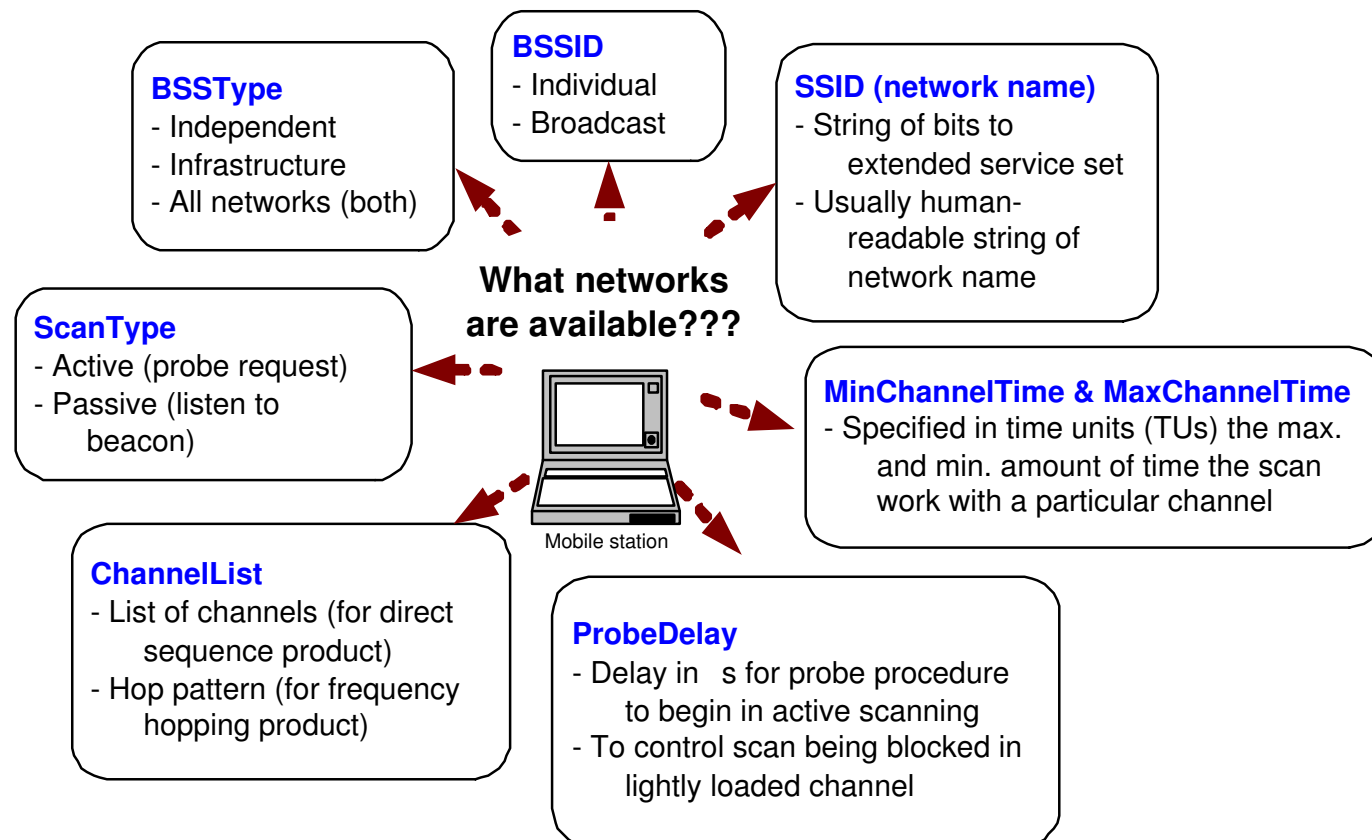 BSSType
- Independent
- Infrastructure
- All networks (both)
BSSID
- Individual
- Broadcast
SSID (network name)
- String of bits to
extended service set
- Usually human-
readable string of
network name
What networks
are available???
ScanType
- Active (probe request)
- Passive (listen to
beacon)
MinChannelTime & MaxChannelTime
- Specified in time units (TUs) the max.
and min. amount of time the scan
work with a particular channel
Mobile station
ChannelList
- List of channels (for direct
sequence product)
- Hop pattern (for frequency
hopping product)
ProbeDelay
- Delay in s for probe procedure
to begin in active scanning
- To control scan being blocked in
lightly loaded channel